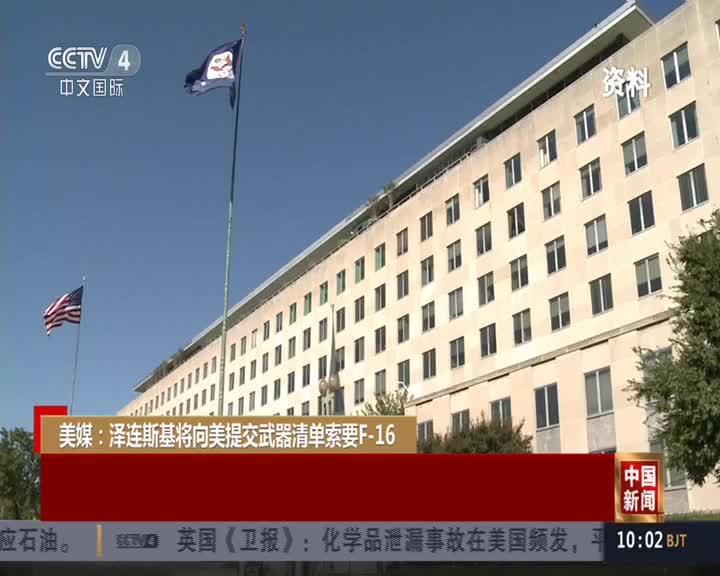 CCTV 4
中文国际
资料
美媒：泽连斯基将向美提交武器清单索要F-16
中国
新闻
应石油。 CCTV 4 英国《卫报》：化学品泄漏事故在美国频发，
10:02 BJT